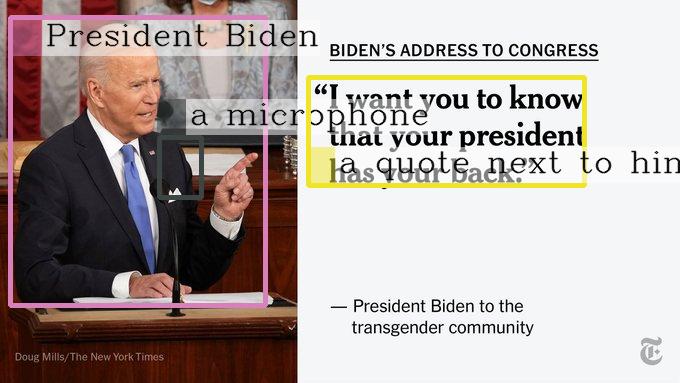 President Biden
BIDEN'S ADDRESS TO CONGRESS
“I want you to know
a microphone
that your president
a quote next to him
has your back.”
— President Biden to the
transgender community
Doug Mills/The New York Times
T